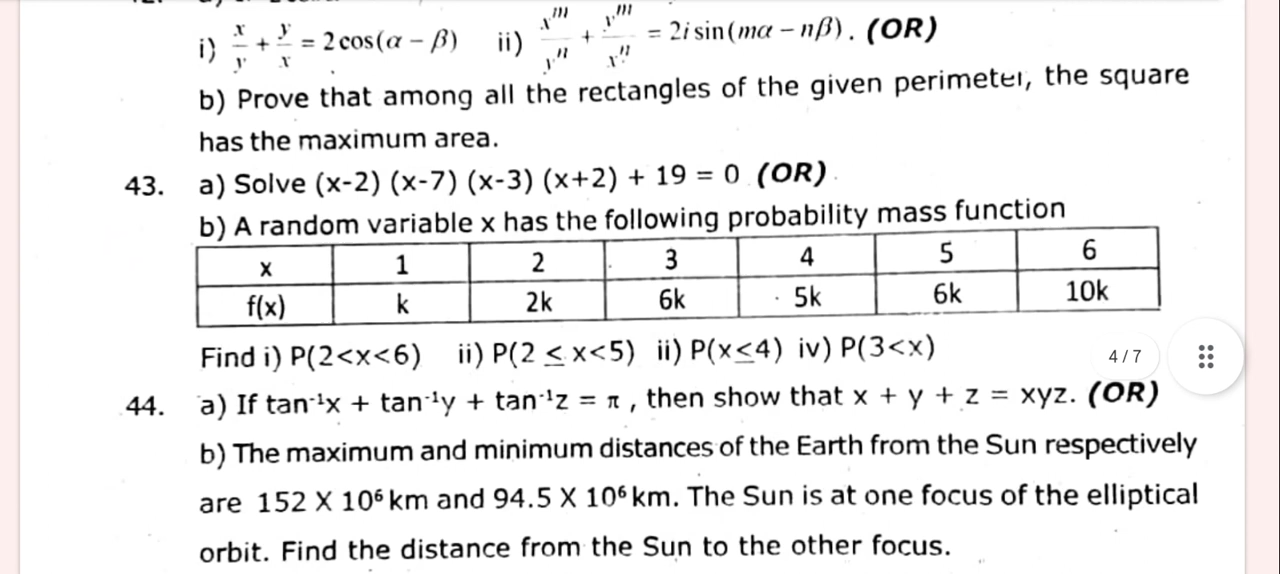 i) x/y + y/x = 2 cos(α − β) ii) x^m/y^n + y^m/x^n = 2i sin(mα − nβ). (OR)
b) Prove that among all the rectangles of the given perimeter, the square
has the maximum area.
43. a) Solve (x-2) (x-7) (x-3) (x+2) + 19 = 0 (OR)
b) A random variable x has the following probability mass function
x 1 2 3 4 5 6
f(x) k 2k 6k 5k 6k 10k
Find i) P(2<x<6) ii) P(2 ≤ x<5) ii) P(x≤4) iv) P(3<x)
4/7
44. a) If tan⁻¹x + tan⁻¹y + tan⁻¹z = π , then show that x + y + z = xyz. (OR)
b) The maximum and minimum distances of the Earth from the Sun respectively
are 152 X 10⁶ km and 94.5 X 10⁶ km. The Sun is at one focus of the elliptical
orbit. Find the distance from the Sun to the other focus.